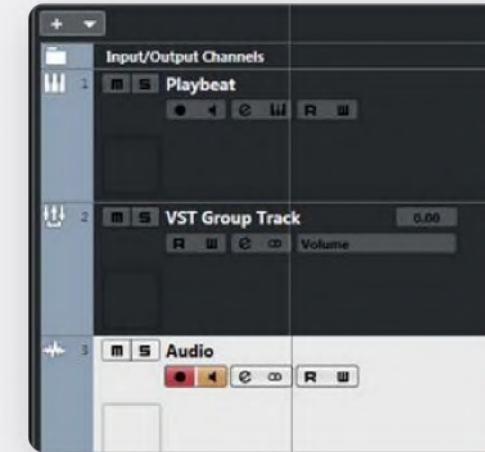 Input/Output Channels
1 m S Playbeat
e R W
2 m S VST Group Track 0.00
R W e Volume
3 m S Audio
e R W